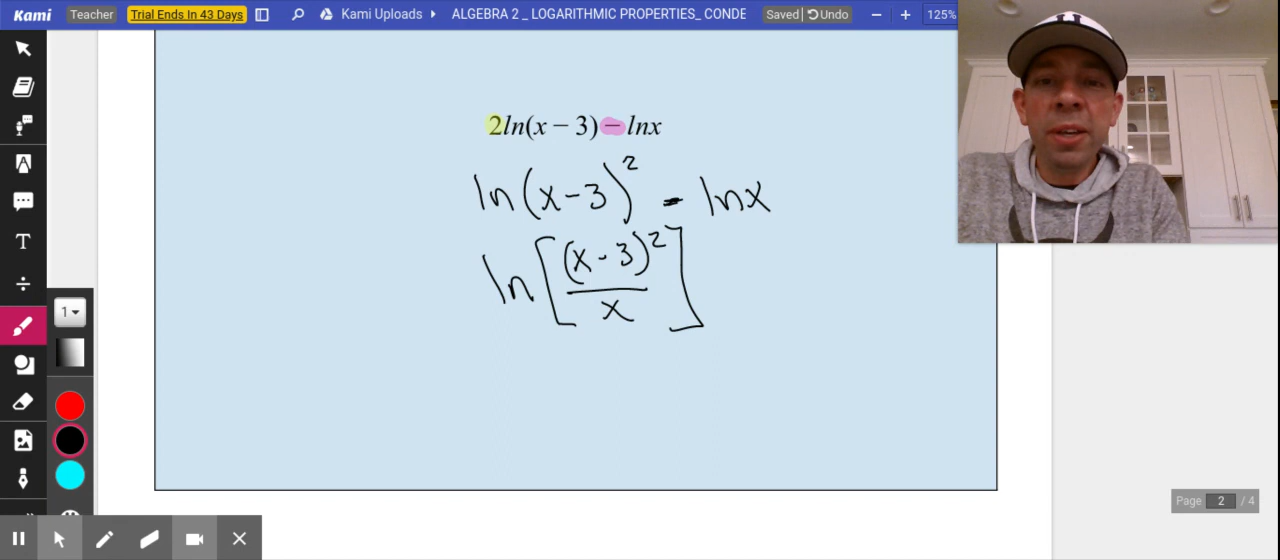 Kami Teacher Trial Ends In 43 Days Kami Uploads ALGEBRA 2 _ LOGARITHMIC PROPERTIES_ CONDE Saved Undo 125%
2ln(x − 3) − lnx
ln(x-3)² - lnx
ln[(x-3)²/x]
T
1
Page 2 / 4